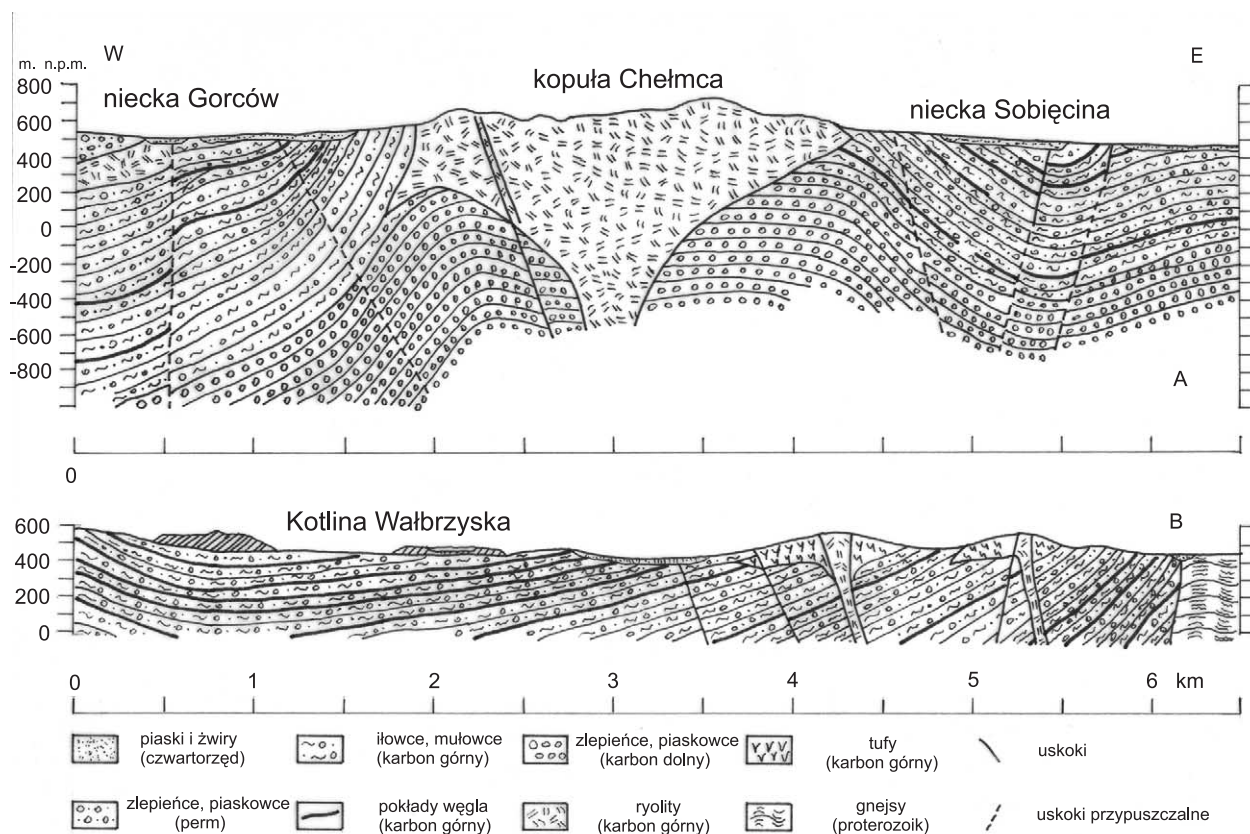 W
E
m. n.p.m.
niecka Gorców
kopuła Chełmca
niecka Sobięcina
800
600
400
200
0
-200
-400
-600
-800
A
0
Kotlina Wałbrzyska
B
600
400
200
0
0 1 2 3 4 5 6 km
piaski i żwiry
(czwartorzęd)
iłowce, mułowce
(karbon górny)
zlepieńce, piaskowce
(karbon dolny)
tufy
(karbon górny)
uskoki
zlepieńce, piaskowce
(perm)
pokłady węgla
(karbon górny)
ryolity
(karbon górny)
gnejsy
(proterozoik)
uskoki przypuszczalne